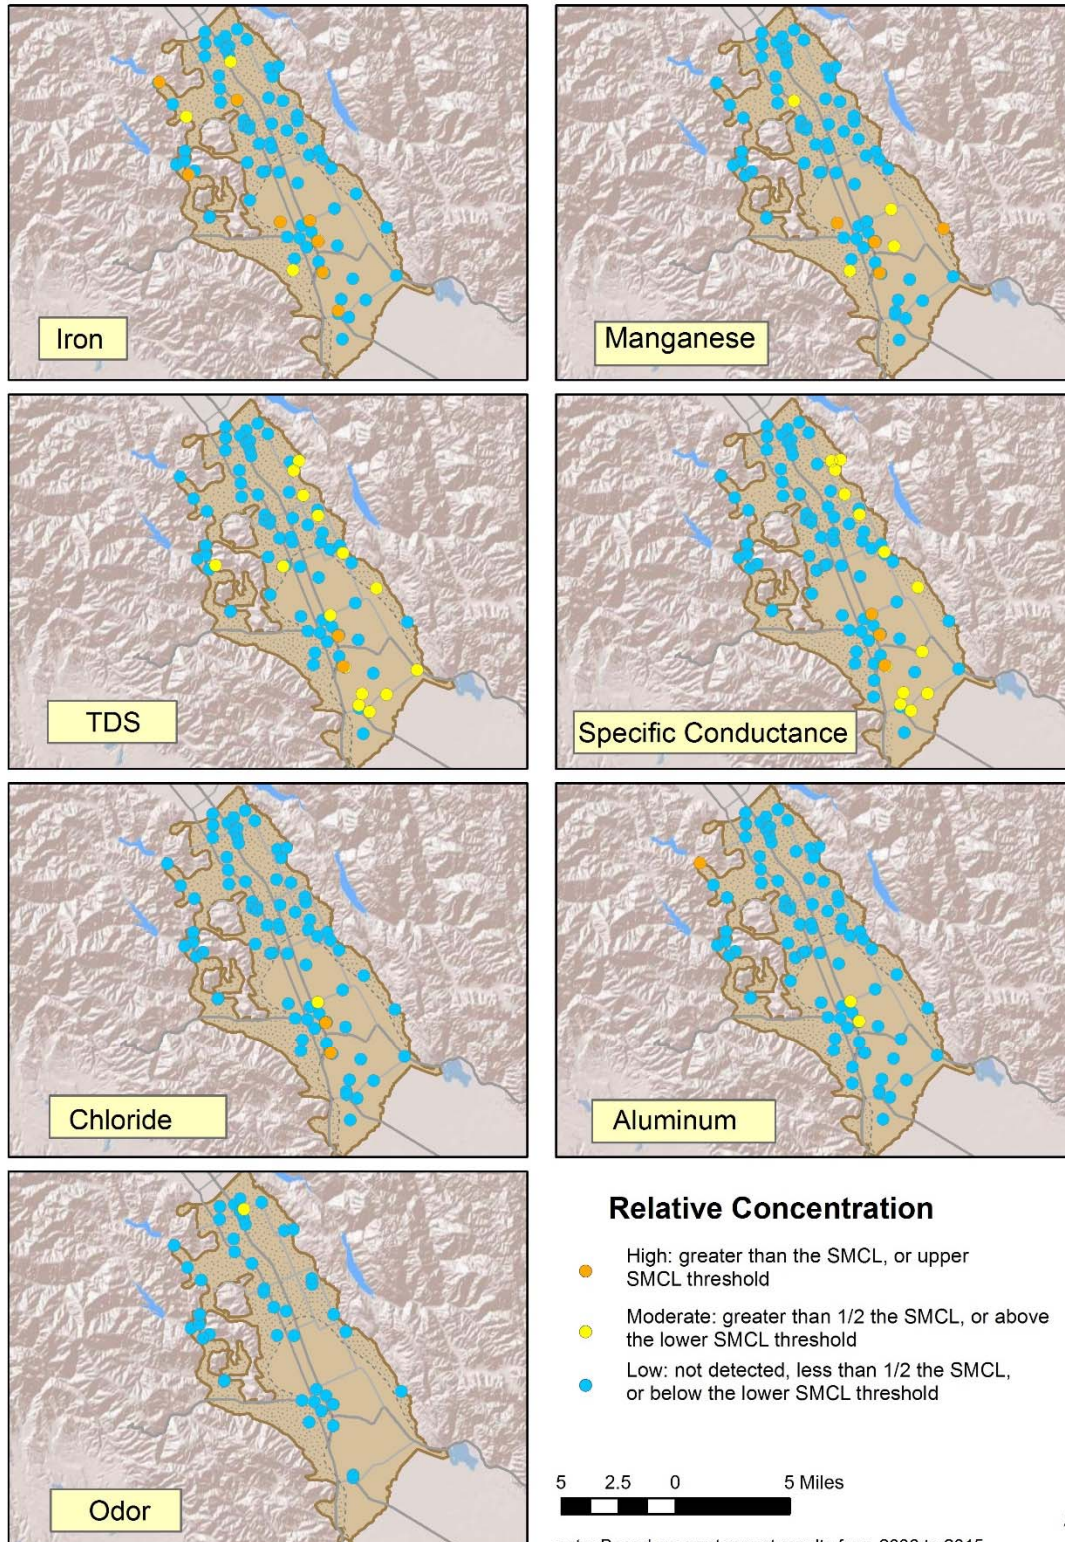 Iron
Manganese
TDS
Specific Conductance
Chloride
Aluminum
Odor
Relative Concentration
High: greater than the SMCL, or upper
SMCL threshold
Moderate: greater than 1/2 the SMCL, or above
the lower SMCL threshold
Low: not detected, less than 1/2 the SMCL,
or below the lower SMCL threshold
5 2.5 0 5 Miles